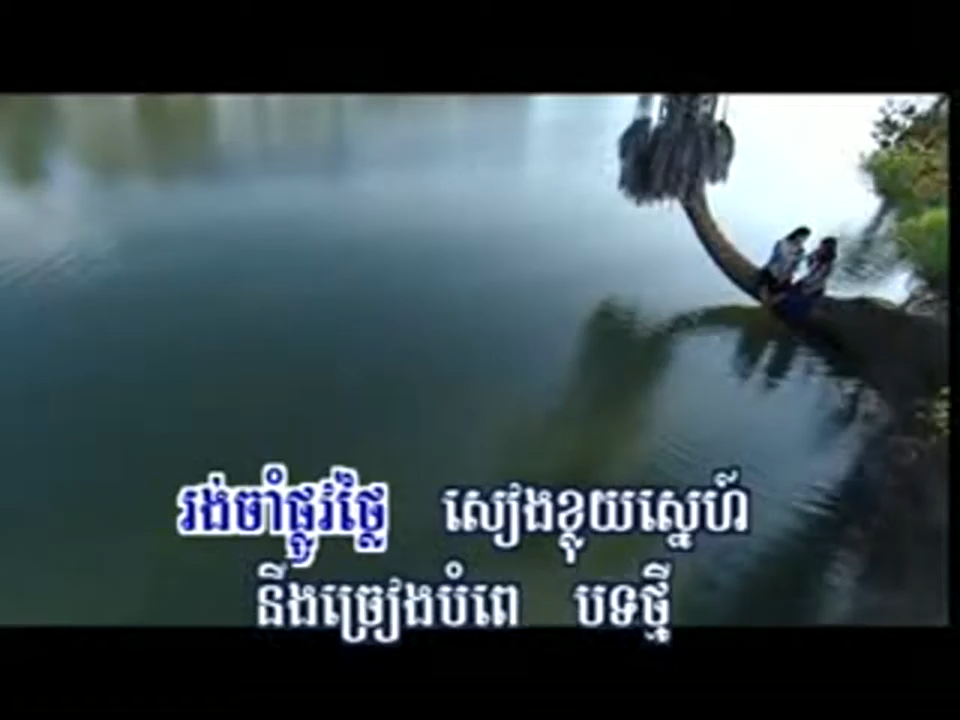 រង់ចាំផ្លូវថ្លៃ សៀងខ្លុយស្នេហ៍
នឹងច្រៀងបំពេ បទថ្មី